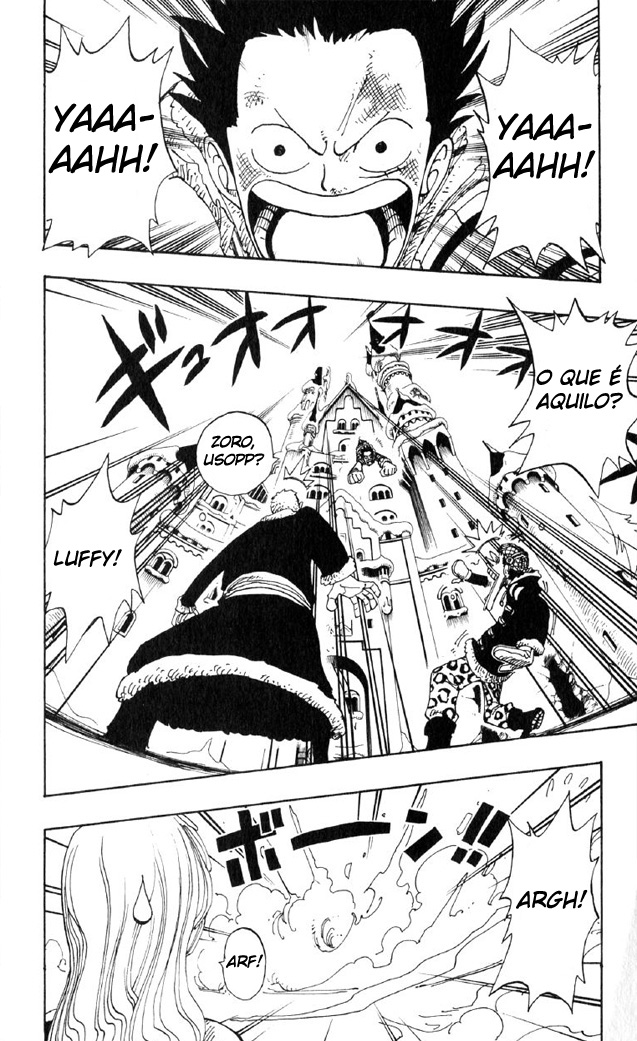 YAAA-
AAHH!
YAAA-
AAHH!
O QUE É
AQUILO?
ギュオオオオオ
ZORO,
USOPP?
LUFFY!
ARGH!
ボーン!!
ARF!